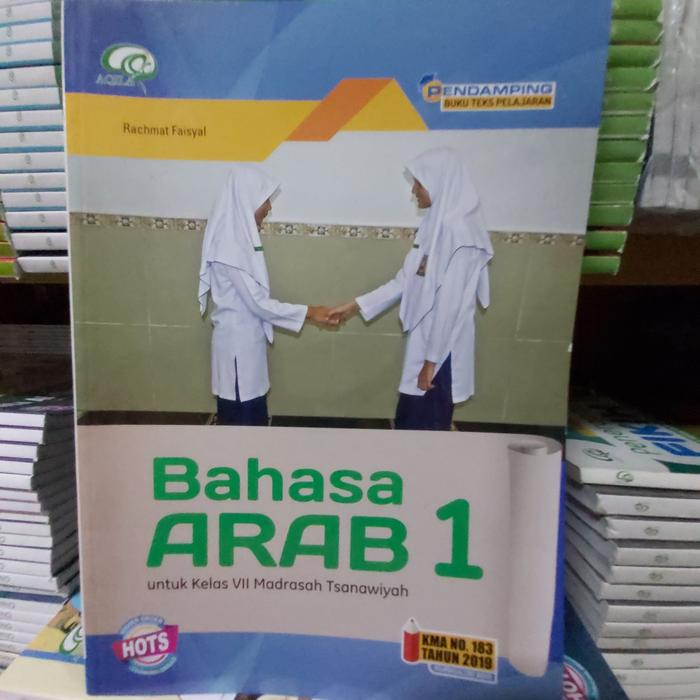 AQILA
PENDAMPING
BUKU TEKS PELAJARAN
Rachmat Faisyal
Bahasa
ARAB 1
untuk Kelas VII Madrasah Tsanawiyah
HOTS
KMA NO. 183
TAHUN 2019